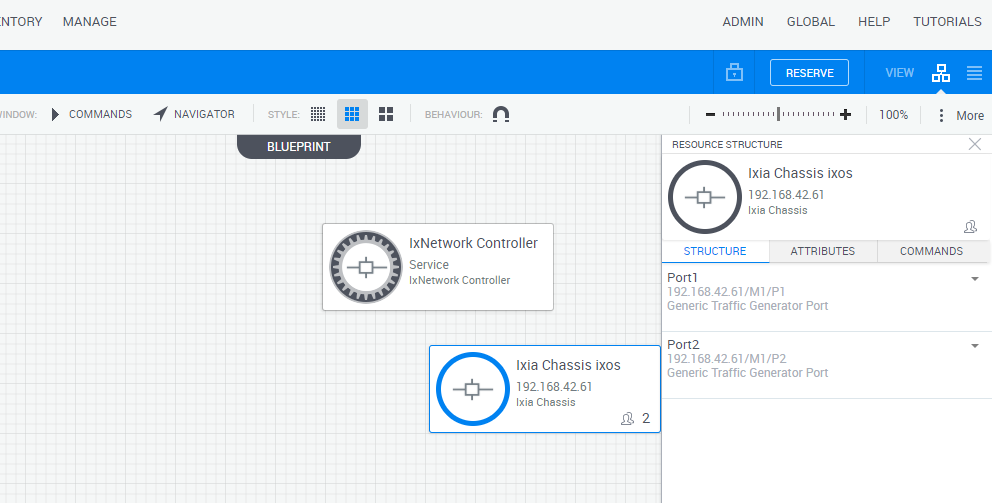 MANAGE ADMIN GLOBAL HELP TUTORIALS
RESERVE VIEW
COMMANDS NAVIGATOR STYLE: BEHAVIOUR: 100% More
BLUEPRINT
RESOURCE STRUCTURE
Ixia Chassis ixos
192.168.42.61
Ixia Chassis
STRUCTURE ATTRIBUTES COMMANDS
Port1
192.168.42.61/M1/P1
Generic Traffic Generator Port
Port2
192.168.42.61/M1/P2
Generic Traffic Generator Port
IxNetwork Controller
Service
IxNetwork Controller
Ixia Chassis ixos
192.168.42.61
Ixia Chassis
2